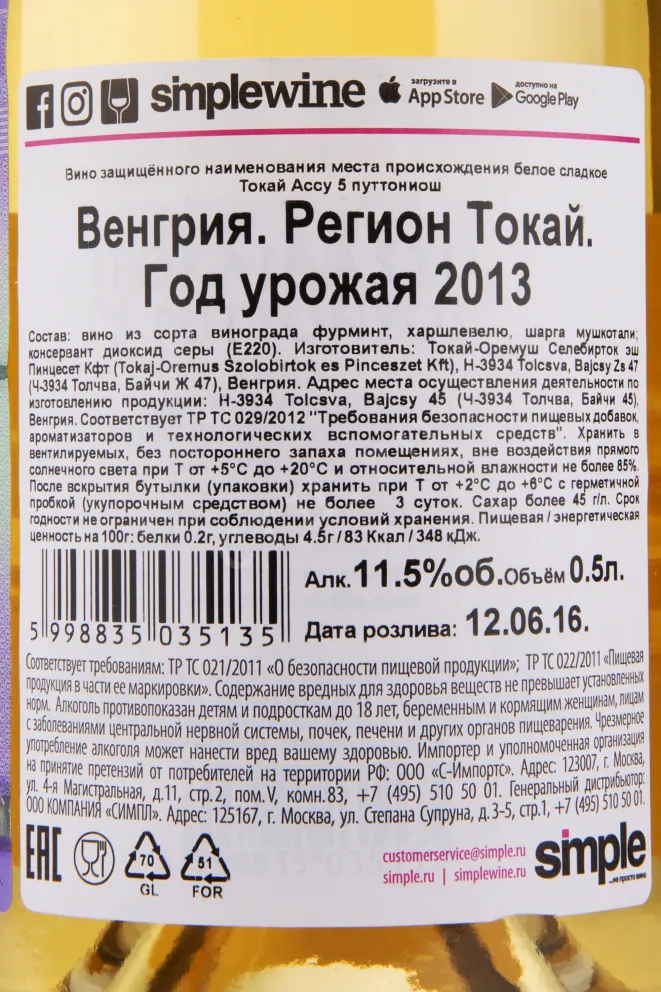 simplewine загрузите в App Store доступно на Google Play
Вино защищённого наименования места происхождения белое сладкое
Токай Ассу 5 путтониош
Венгрия. Регион Токай.
Год урожая 2013
Состав: вино из сорта винограда фурминт, харшлевелю, шарга мушкотали;
консервант диоксид серы (E220). Изготовитель: Токай-Оремуш Селебирток эш
Пинцесет Кфт (Tokaj-Oremus Szolobirtok es Pinceszet Kft), H-3934 Tolcsva, Bajcsy Zs 47
(Ч-3934 Толчва, Байчи Ж 47), Венгрия. Адрес места осуществления деятельности по
изготовлению продукции: H-3934 Tolcsva, Bajcsy 45 (Ч-3934 Толчва, Байчи 45),
Венгрия. Соответствует ТР ТС 029/2012 "Требования безопасности пищевых добавок,
ароматизаторов и технологических вспомогательных средств". Хранить в
вентилируемых, без постороннего запаха помещениях, вне воздействия прямого
солнечного света при Т от +5°C до +20°C и относительной влажности не более 85%.
После вскрытия бутылки (упаковки) хранить при Т от +2°C до +6°C с герметичной
пробкой (укупорочным средством) не более 3 суток. Сахар более 45 г/л. Срок
годности не ограничен при соблюдении условий хранения. Пищевая / энергетическая
ценность на 100г: белки 0.2г, углеводы 4.5г / 83 Ккал / 348 кДж.
Алк. 11.5%об. Объём 0.5л.
5 998835 035135
Дата розлива: 12.06.16.
Соответствует требованиям: ТР ТС 021/2011 «О безопасности пищевой продукции»; ТР ТС 022/2011 «Пищевая
продукция в части ее маркировки». Содержание вредных для здоровья веществ не превышает установленных
норм. Алкоголь противопоказан детям и подросткам до 18 лет, беременным и кормящим женщинам, лицам
с заболеваниями центральной нервной системы, почек, печени и других органов пищеварения. Чрезмерное
употребление алкоголя может нанести вред вашему здоровью. Импортер и уполномоченная организация
на принятие претензий от потребителей на территории РФ: ООО «С-Импортс». Адрес: 123007, г. Москва,
ул. 4-я Магистральная, д.11, стр.2, пом.V, комн.83, +7 (495) 510 50 01. Генеральный дистрибьютор:
ООО КОМПАНИЯ «СИМПЛ». Адрес: 125167, г. Москва, ул. Степана Супруна, д.3-5, стр.1, +7 (495) 510 50 01.
EAC
70
GL
51
FOR
customerservice@simple.ru
simple.ru | simplewine.ru
simple
...не просто вино